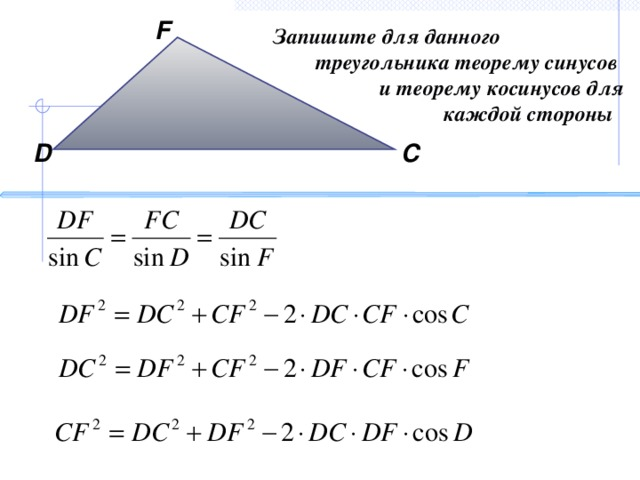 F
Запишите для данного
треугольника теорему синусов
и теорему косинусов для
каждой стороны
D C
DF/sin C = FC/sin D = DC/sin F
DF² = DC² + CF² − 2· DC · CF · cos C
DC² = DF² + CF² − 2· DF · CF · cos F
CF² = DC² + DF² − 2· DC · DF · cos D